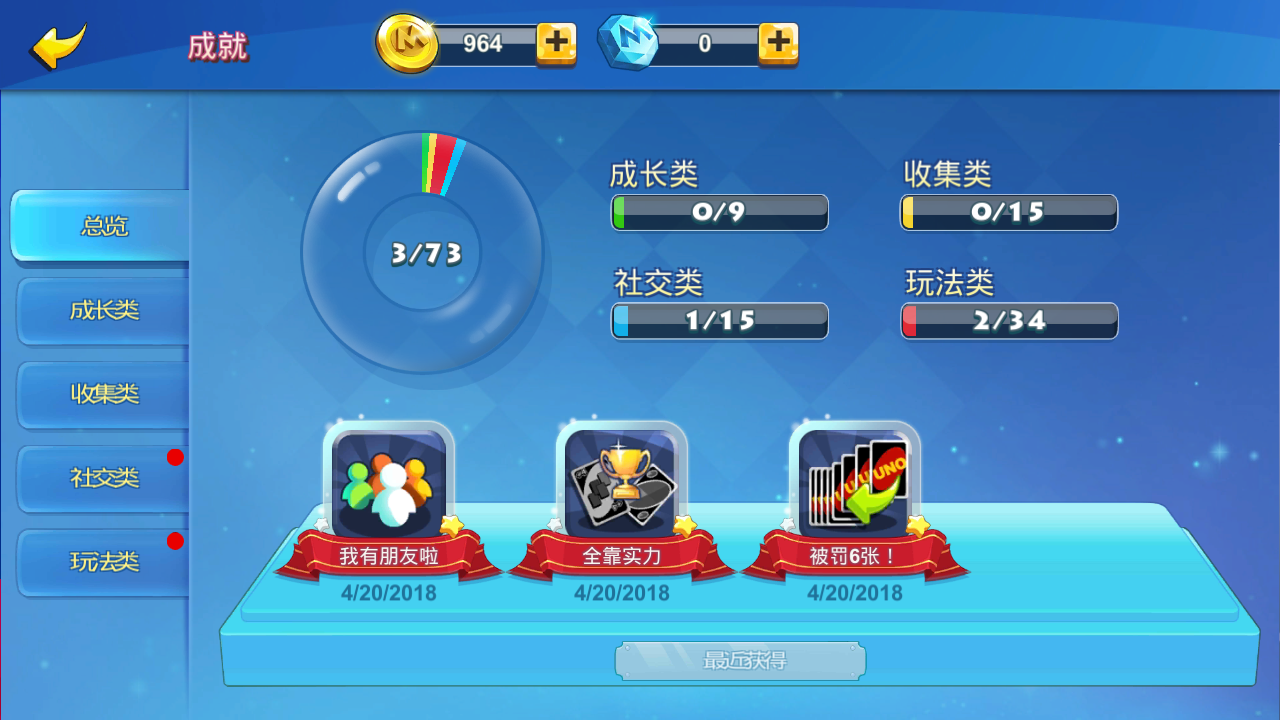 成就
964
0
总览
成长类
收集类
社交类
玩法类
3/73
成长类
0/9
收集类
0/15
社交类
1/15
玩法类
2/34
UNO
我有朋友啦
全靠实力
被罚6张！
4/20/2018
4/20/2018
4/20/2018
最近获得